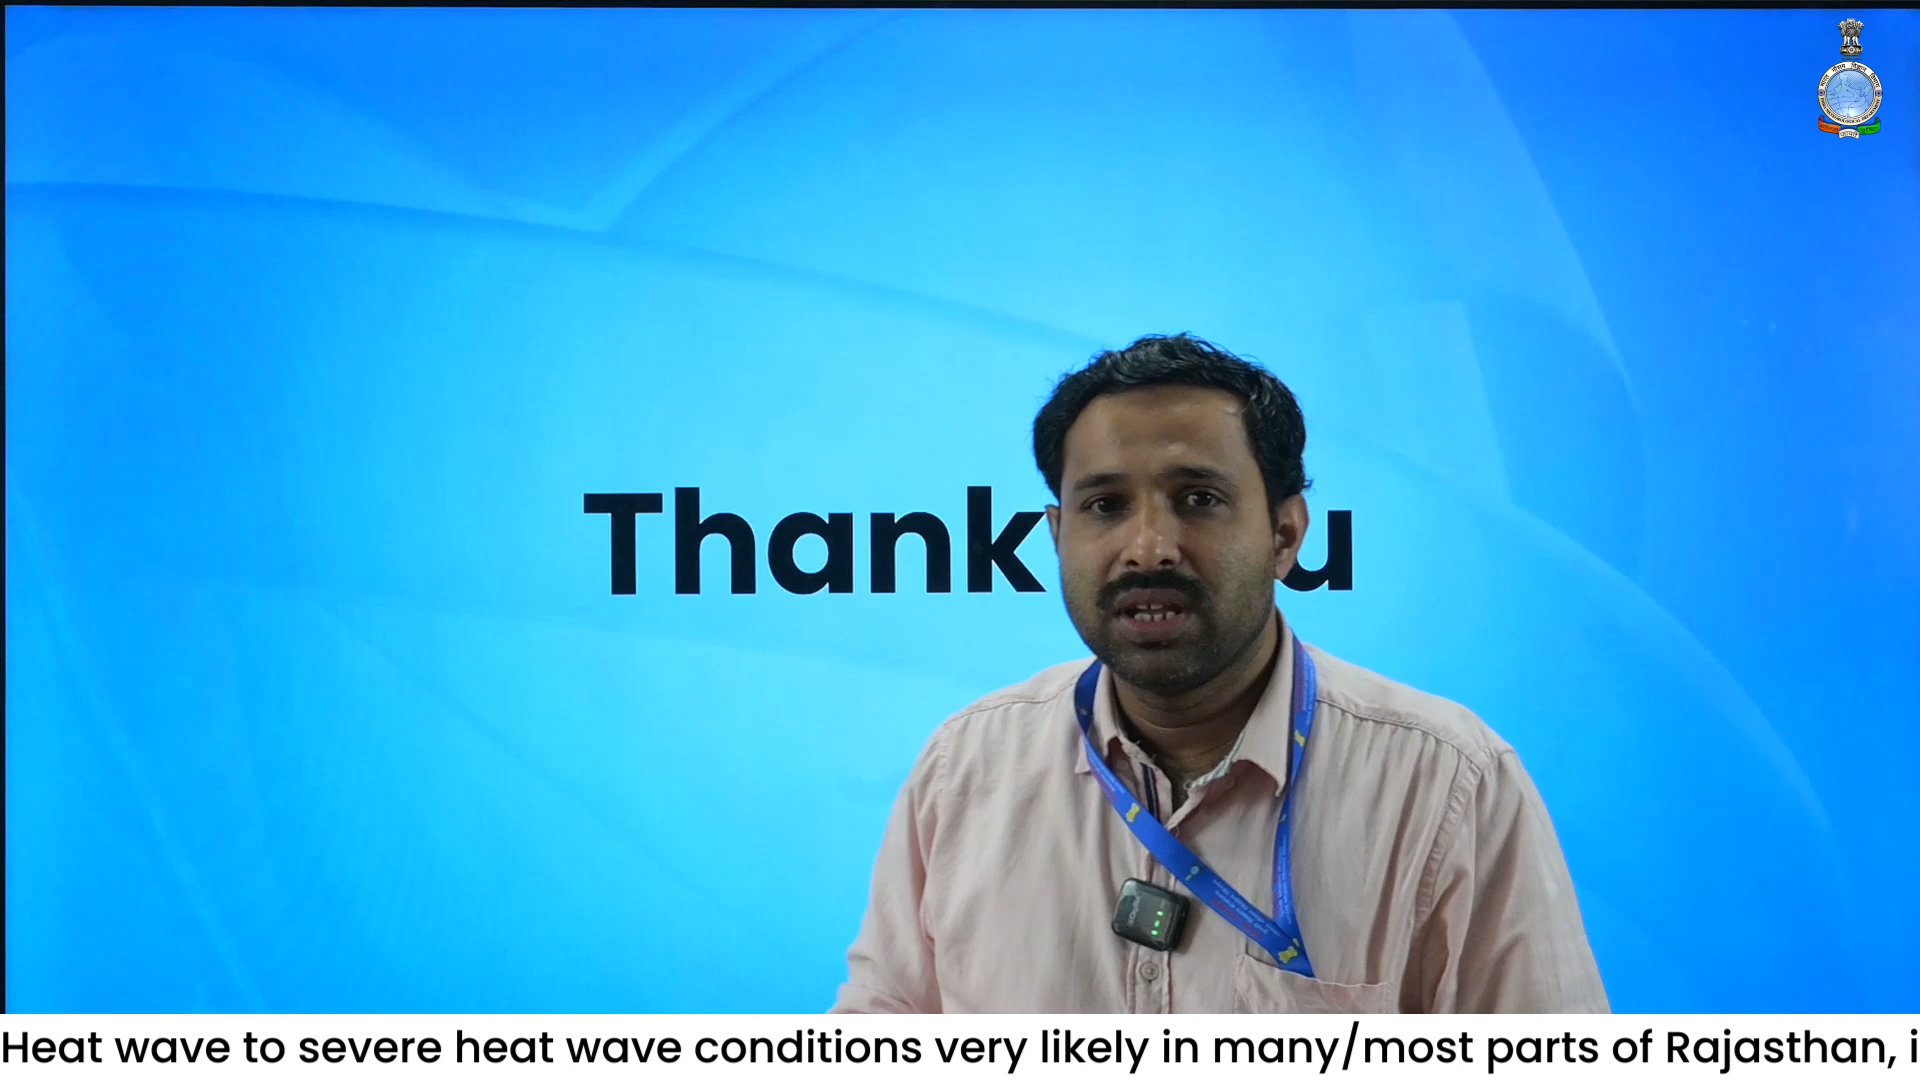 Thank u
Heat wave to severe heat wave conditions very likely in many/most parts of Rajasthan, i